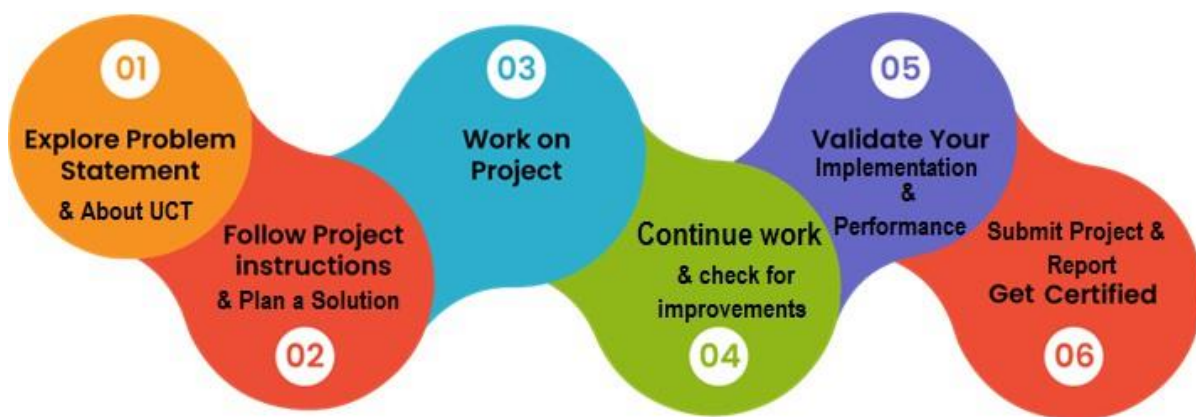 01
Explore Problem
Statement
& About UCT
Follow Project
instructions
& Plan a Solution
02
03
Work on
Project
Continue work
& check for
improvements
04
05
Validate Your
Implementation
&
Performance
Submit Project &
Report
Get Certified
06